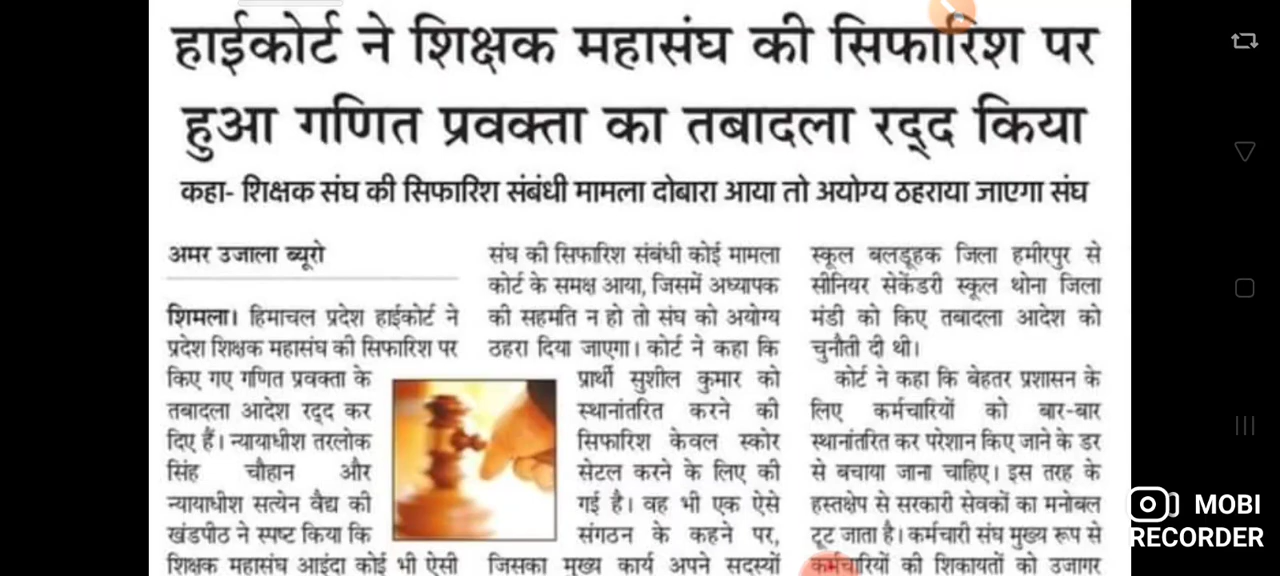 हाईकोर्ट ने शिक्षक महासंघ की सिफारिश पर
हुआ गणित प्रवक्ता का तबादला रद्द किया
कहा- शिक्षक संघ की सिफारिश संबंधी मामला दोबारा आया तो अयोग्य ठहराया जाएगा संघ
अमर उजाला ब्यूरो
शिमला। हिमाचल प्रदेश हाईकोर्ट ने
प्रदेश शिक्षक महासंघ की सिफारिश पर
किए गए गणित प्रवक्ता के
तबादला आदेश रद्द कर
दिए हैं। न्यायाधीश तरलोक
सिंह चौहान और
न्यायाधीश सत्येन वैद्य की
खंडपीठ ने स्पष्ट किया कि
शिक्षक महासंघ आइंदा कोई भी ऐसी
संघ की सिफारिश संबंधी कोई मामला
कोर्ट के समक्ष आया, जिसमें अध्यापक
की सहमति न हो तो संघ को अयोग्य
ठहरा दिया जाएगा। कोर्ट ने कहा कि
प्रार्थी सुशील कुमार को
स्थानांतरित करने की
सिफारिश केवल स्कोर
सेटल करने के लिए की
गई है। वह भी एक ऐसे
संगठन के कहने पर,
जिसका मुख्य कार्य अपने सदस्यों
स्कूल बलडूहक जिला हमीरपुर से
सीनियर सेकेंडरी स्कूल थोना जिला
मंडी को किए तबादला आदेश को
चुनौती दी थी।
कोर्ट ने कहा कि बेहतर प्रशासन के
लिए कर्मचारियों को बार-बार
स्थानांतरित कर परेशान किए जाने के डर
से बचाया जाना चाहिए। इस तरह के
हस्तक्षेप से सरकारी सेवकों का मनोबल
टूट जाता है। कर्मचारी संघ मुख्य रूप से
कर्मचारियों की शिकायतों को उजागर
MOBI
RECORDER